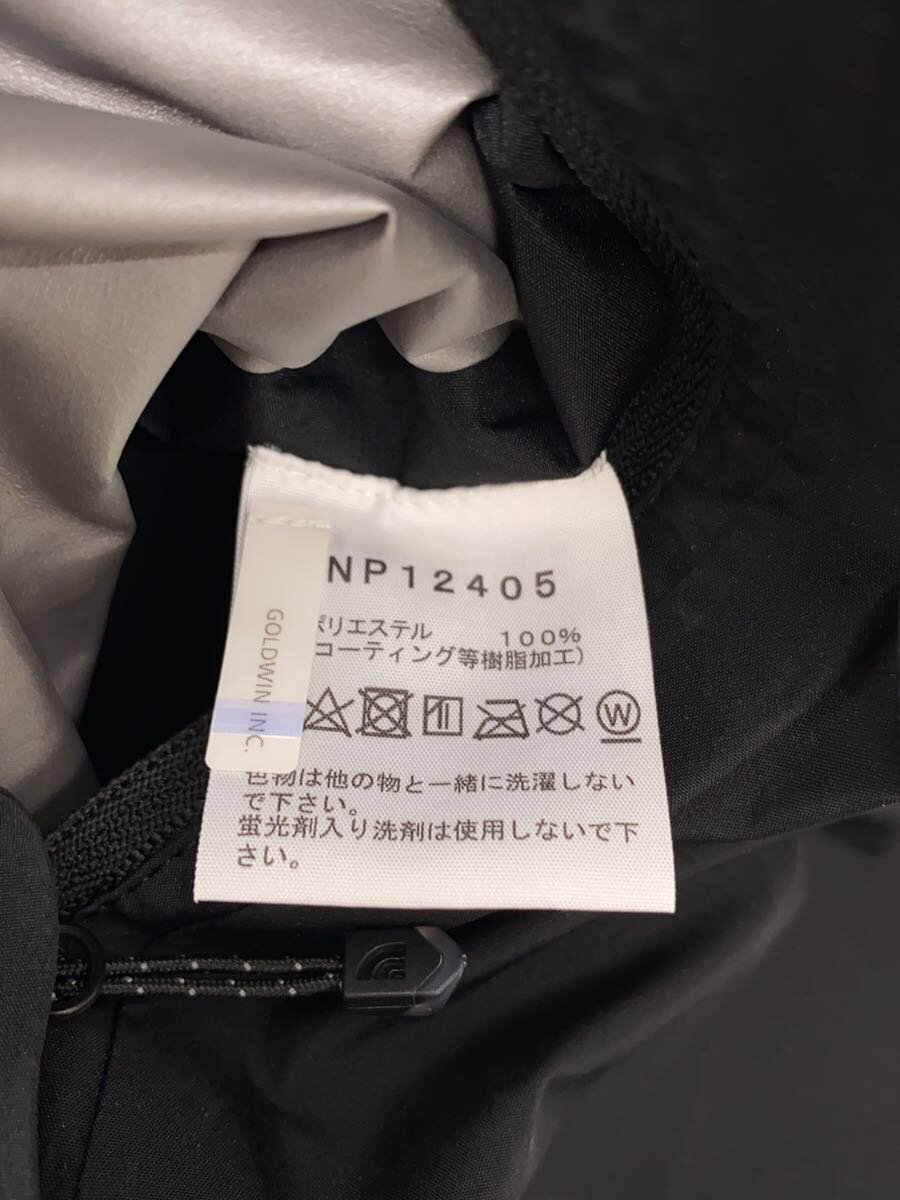 NP12405
ポリエステル 100%
コーティング等樹脂加工)
GOLDWIN INC.
W
色物は他の物と一緒に洗濯しない
で下さい。
蛍光剤入り洗剤は使用しないで下
さい。